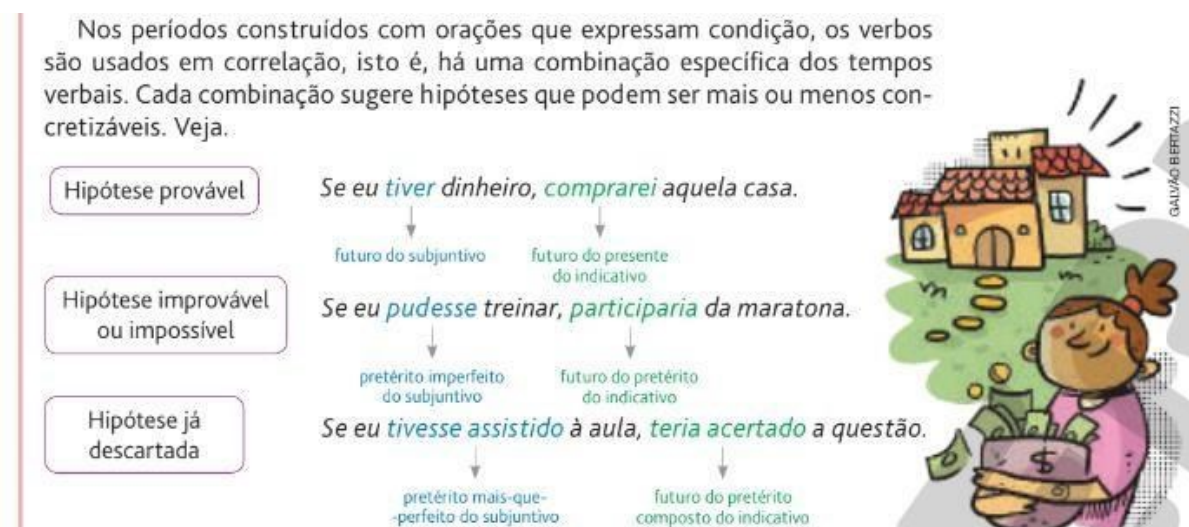 Nos períodos construídos com orações que expressam condição, os verbos
são usados em correlação, isto é, há uma combinação específica dos tempos
verbais. Cada combinação sugere hipóteses que podem ser mais ou menos con-
cretizáveis. Veja.
Hipótese provável
Se eu tiver dinheiro, comprarei aquela casa.
futuro do subjuntivo
futuro do presente
do indicativo
Hipótese improvável
ou impossível
Se eu pudesse treinar, participaria da maratona.
pretérito imperfeito
do subjuntivo
futuro do pretérito
do indicativo
Hipótese já
descartada
Se eu tivesse assistido à aula, teria acertado a questão.
pretérito mais-que-
-perfeito do subjuntivo
futuro do pretérito
composto do indicativo
GALVÃO BERTAZZI
$